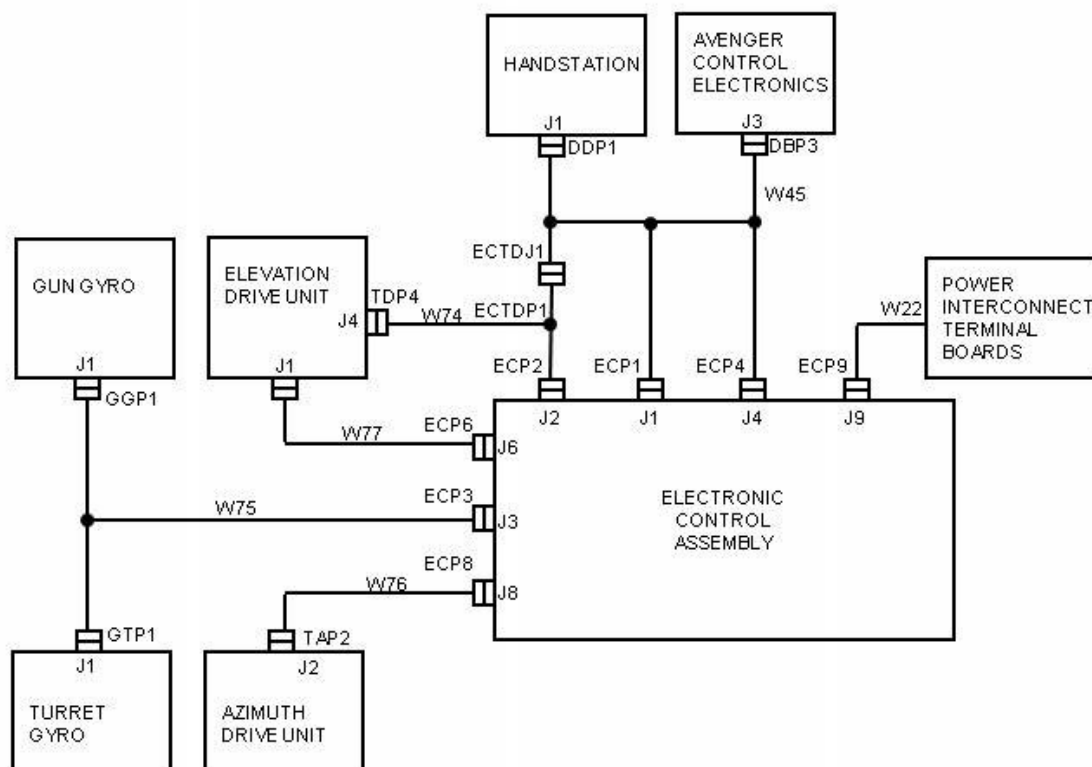 HANDSTATION
J1
DDP1
AVENGER
CONTROL
ELECTRONICS
J3
DBP3
W45
ECTDJ1
ECTDP1
GUN GYRO
J1
GGP1
ELEVATION
DRIVE UNIT
J4
TDP4
W74
J1
W77
POWER
INTERCONNECT
TERMINAL
BOARDS
W22
ECP2
ECP1
ECP4
ECP9
J2
J1
J4
J9
ECP6
J6
W75
ECP3
J3
ELECTRONIC
CONTROL
ASSEMBLY
ECP8
J8
W76
GTP1
J1
TURRET
GYRO
TAP2
J2
AZIMUTH
DRIVE UNIT